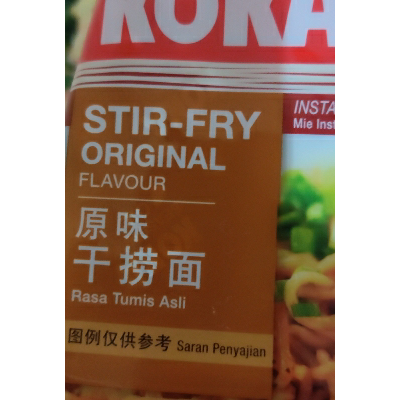 KOKA
STIR-FRY
ORIGINAL
FLAVOUR
原味
干捞面
Rasa Tumis Asli
图例仅供参考 Saran Penyajian
INSTA
Mie Inst